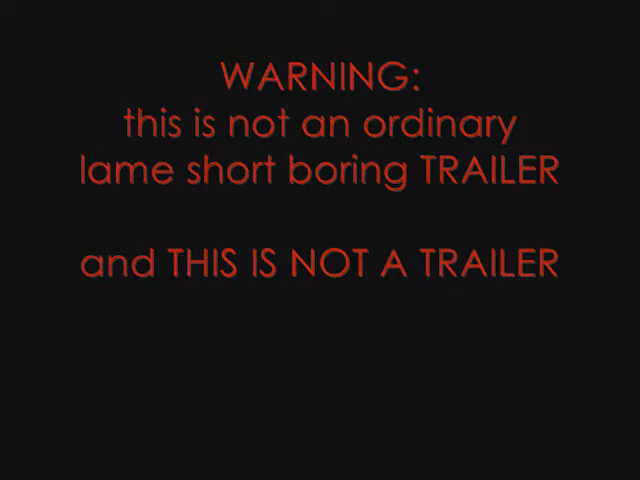 WARNING:
this is not an ordinary
lame short boring TRAILER
and THIS IS NOT A TRAILER